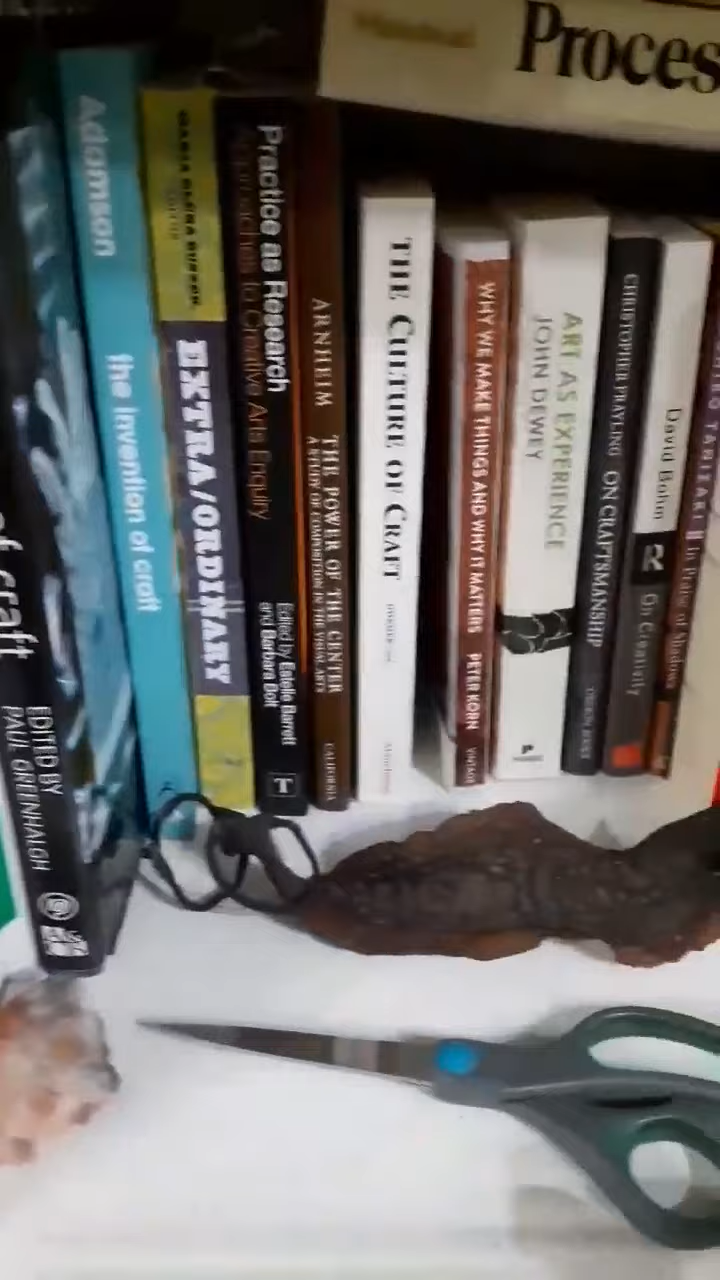 Proces
of craft
EDITED BY
PAUL GREENHALGH
Adamson
the invention of craft
EXTRA/ORDINARY
Practice as Research
Approaches to Creative Arts Enquiry
Edited by Estelle Barrett
and Barbara Bolt
T
ARNHEIM
THE POWER OF THE CENTER
A STUDY OF COMPOSITION IN THE VISUAL ARTS
CALIFORNIA
THE CULTURE OF CRAFT
WHY WE MAKE THINGS AND WHY IT MATTERS
PETER KORN
ART AS EXPERIENCE
JOHN DEWEY
CHRISTOPHER FRAYLING
ON CRAFTSMANSHIP
David Bohm
R
On Creativity
TANIZAKI
In Praise of Shadows